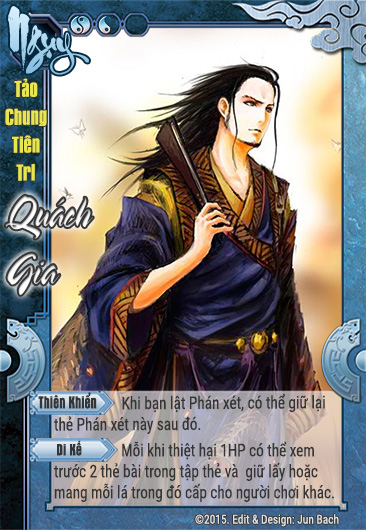 Ngụy
Tảo
Chung
Tiên
Tri
Quách
Gia
Thiên Khiển
Khi bạn lật Phán xét, có thể giữ lại
thẻ Phán xét này sau đó.
Di Kế
Mỗi khi thiệt hại 1HP có thể xem
trước 2 thẻ bài trong tập thẻ và giữ lấy hoặc
mang mỗi lá trong đó cấp cho người chơi khác.
©2015. Edit & Design: Jun Bach